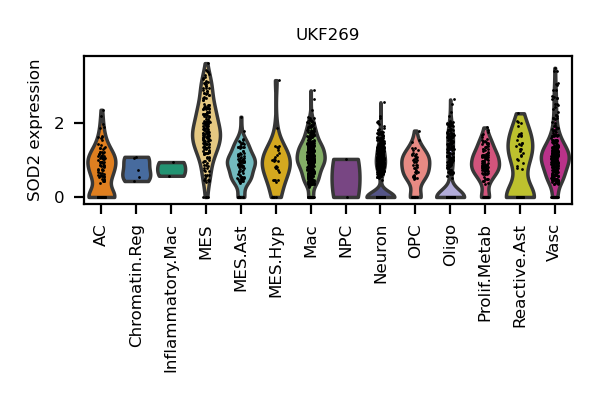 UKF269
SOD2 expression
2
0
AC
Chromatin.Reg
Inflammatory.Mac
MES
MES.Ast
MES.Hyp
Mac
NPC
Neuron
OPC
Oligo
Prolif.Metab
Reactive.Ast
Vasc